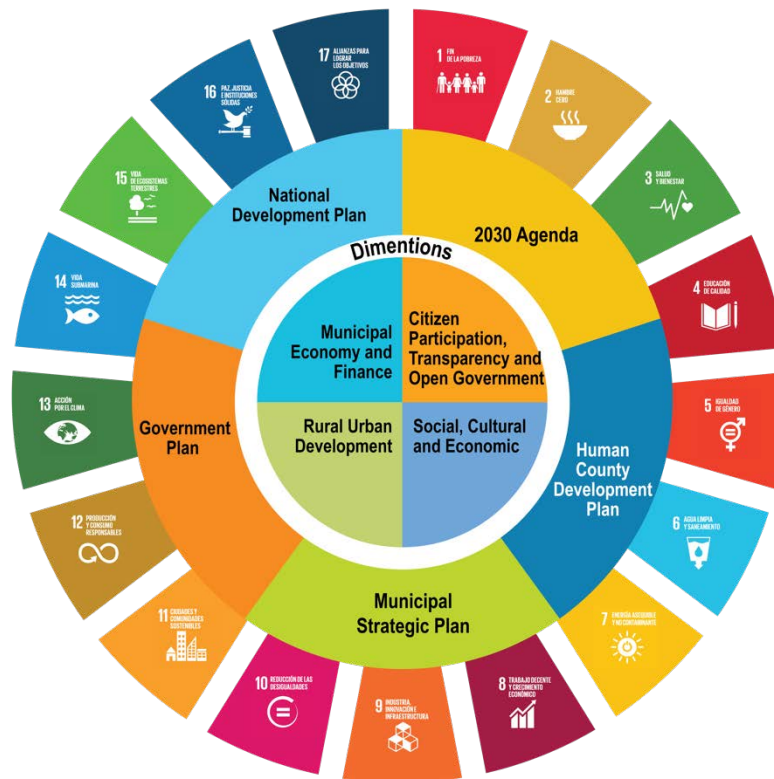 1 FIN
DE LA POBREZA
2 HAMBRE
CERO
3 SALUD
Y BIENESTAR
4 EDUCACIÓN
DE CALIDAD
5 IGUALDAD
DE GÉNERO
6 AGUA LIMPIA
Y SANEAMIENTO
7 ENERGÍA ASEQUIBLE
Y NO CONTAMINANTE
8 TRABAJO DECENTE
Y CRECIMIENTO
ECONÓMICO
9 INDUSTRIA,
INNOVACIÓN E
INFRAESTRUCTURA
10 REDUCCIÓN DE LAS
DESIGUALDADES
11 CIUDADES Y
COMUNIDADES
SOSTENIBLES
12 PRODUCCIÓN
Y CONSUMO
RESPONSABLES
13 ACCIÓN
POR EL CLIMA
14 VIDA
SUBMARINA
15 VIDA
DE ECOSISTEMAS
TERRESTRES
16 PAZ, JUSTICIA
E INSTITUCIONES
SÓLIDAS
17 ALIANZAS PARA
LOGRAR
LOS OBJETIVOS
National
Development Plan
2030 Agenda
Human
County
Development
Plan
Municipal
Strategic Plan
Government
Plan
Dimentions
Municipal
Economy and
Finance
Citizen
Participation,
Transparency and
Open Government
Rural Urban
Development
Social, Cultural
and Economic